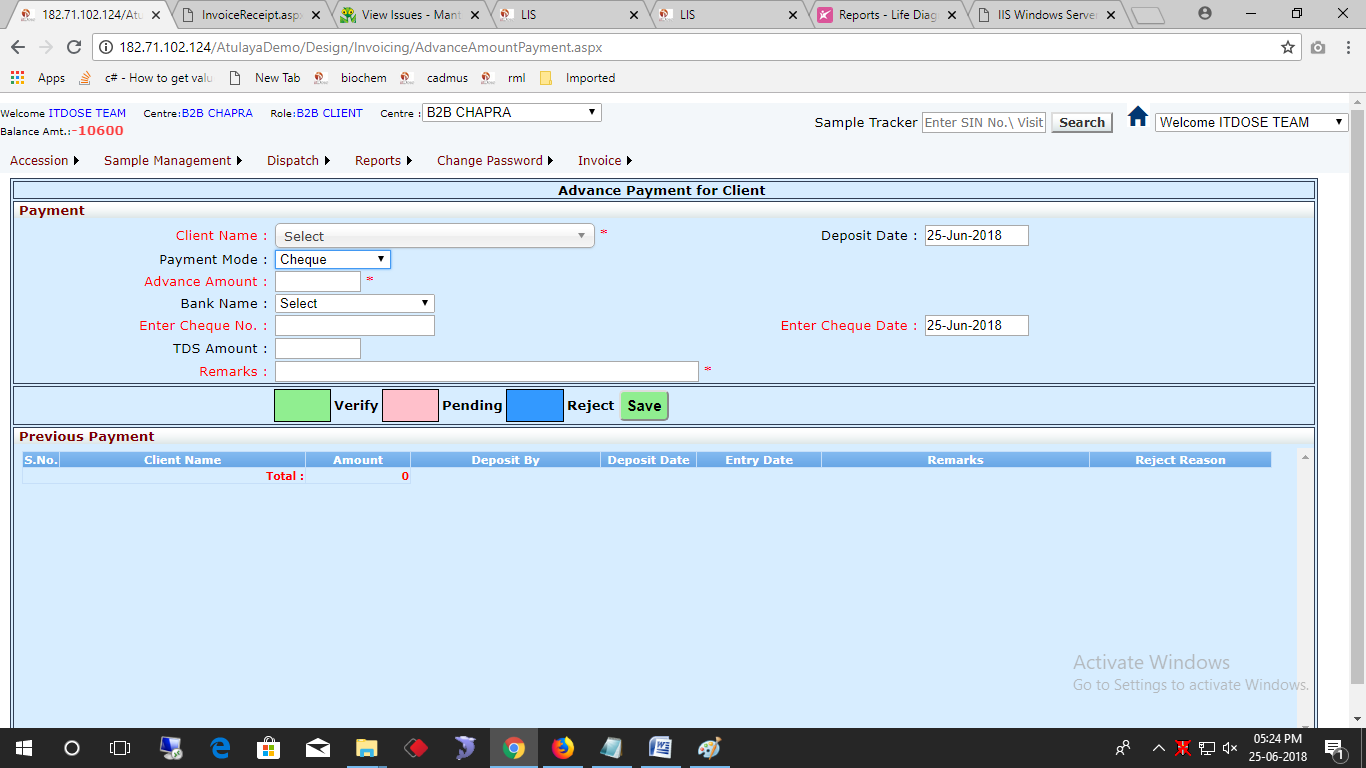 182.71.102.124/Atul
InvoiceReceipt.asp
View Issues - Mant
LIS
LIS
Reports - Life Diag
IIS Windows Server
182.71.102.124/AtulayaDemo/Design/Invoicing/AdvanceAmountPayment.aspx
Apps c# - How to get valu New Tab biochem cadmus rml Imported
Welcome ITDOSE TEAM Centre:B2B CHAPRA Role:B2B CLIENT Centre : B2B CHAPRA
Balance Amt.:-10600
Sample Tracker Enter SIN No.\ Visit Search Welcome ITDOSE TEAM
Accession Sample Management Dispatch Reports Change Password Invoice
Advance Payment for Client
Payment
Client Name : Select * Deposit Date : 25-Jun-2018
Payment Mode : Cheque
Advance Amount : *
Bank Name : Select
Enter Cheque No. : Enter Cheque Date : 25-Jun-2018
TDS Amount :
Remarks : *
Verify Pending Reject Save
Previous Payment
S.No. Client Name Amount Deposit By Deposit Date Entry Date Remarks Reject Reason
Total : 0
Activate Windows
Go to Settings to activate Windows.
05:24 PM
25-06-2018
1